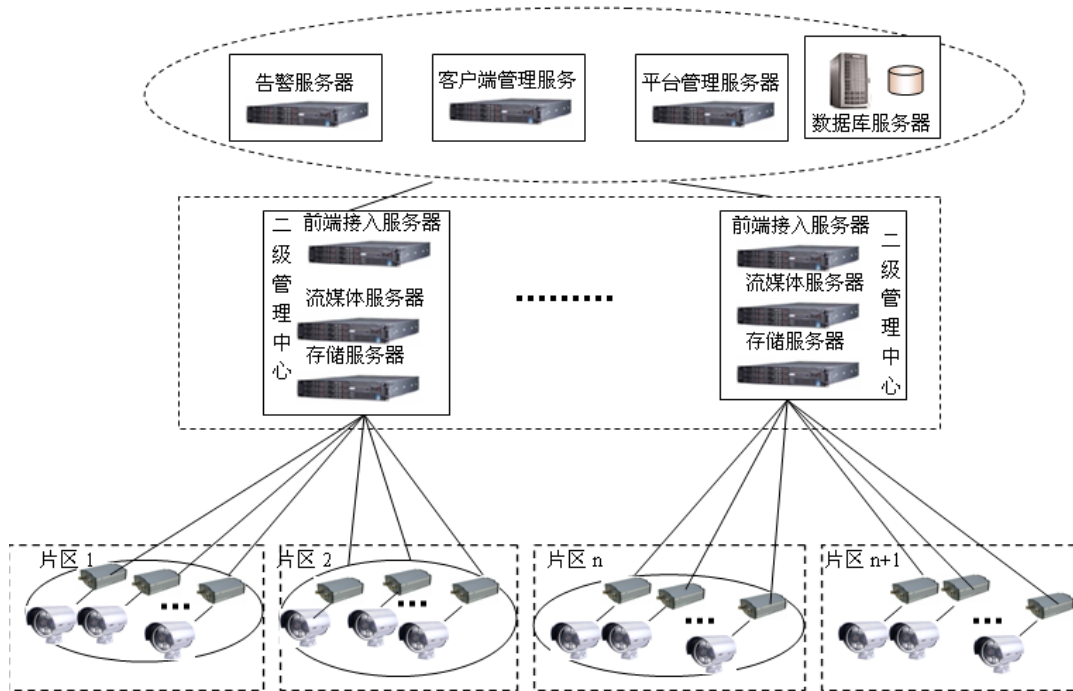 告警服务器
客户端管理服务
平台管理服务器
数据库服务器
二级管理中心
前端接入服务器
流媒体服务器
存储服务器
前端接入服务器
流媒体服务器
存储服务器
二级管理中心
片区 1
片区 2
片区 n
片区 n+1